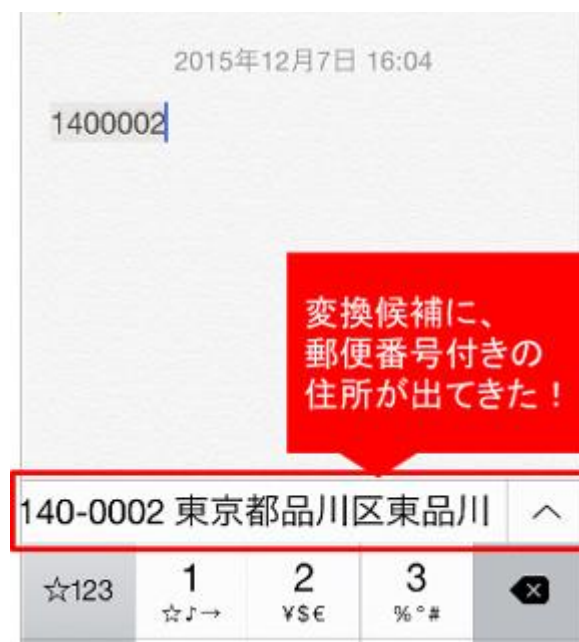 2015年12月7日 16:04
1400002
変換候補に、
郵便番号付きの
住所が出てきた！
140-0002 東京都品川区東品川
☆123
1
☆♪→
2
¥$€
3
%°#